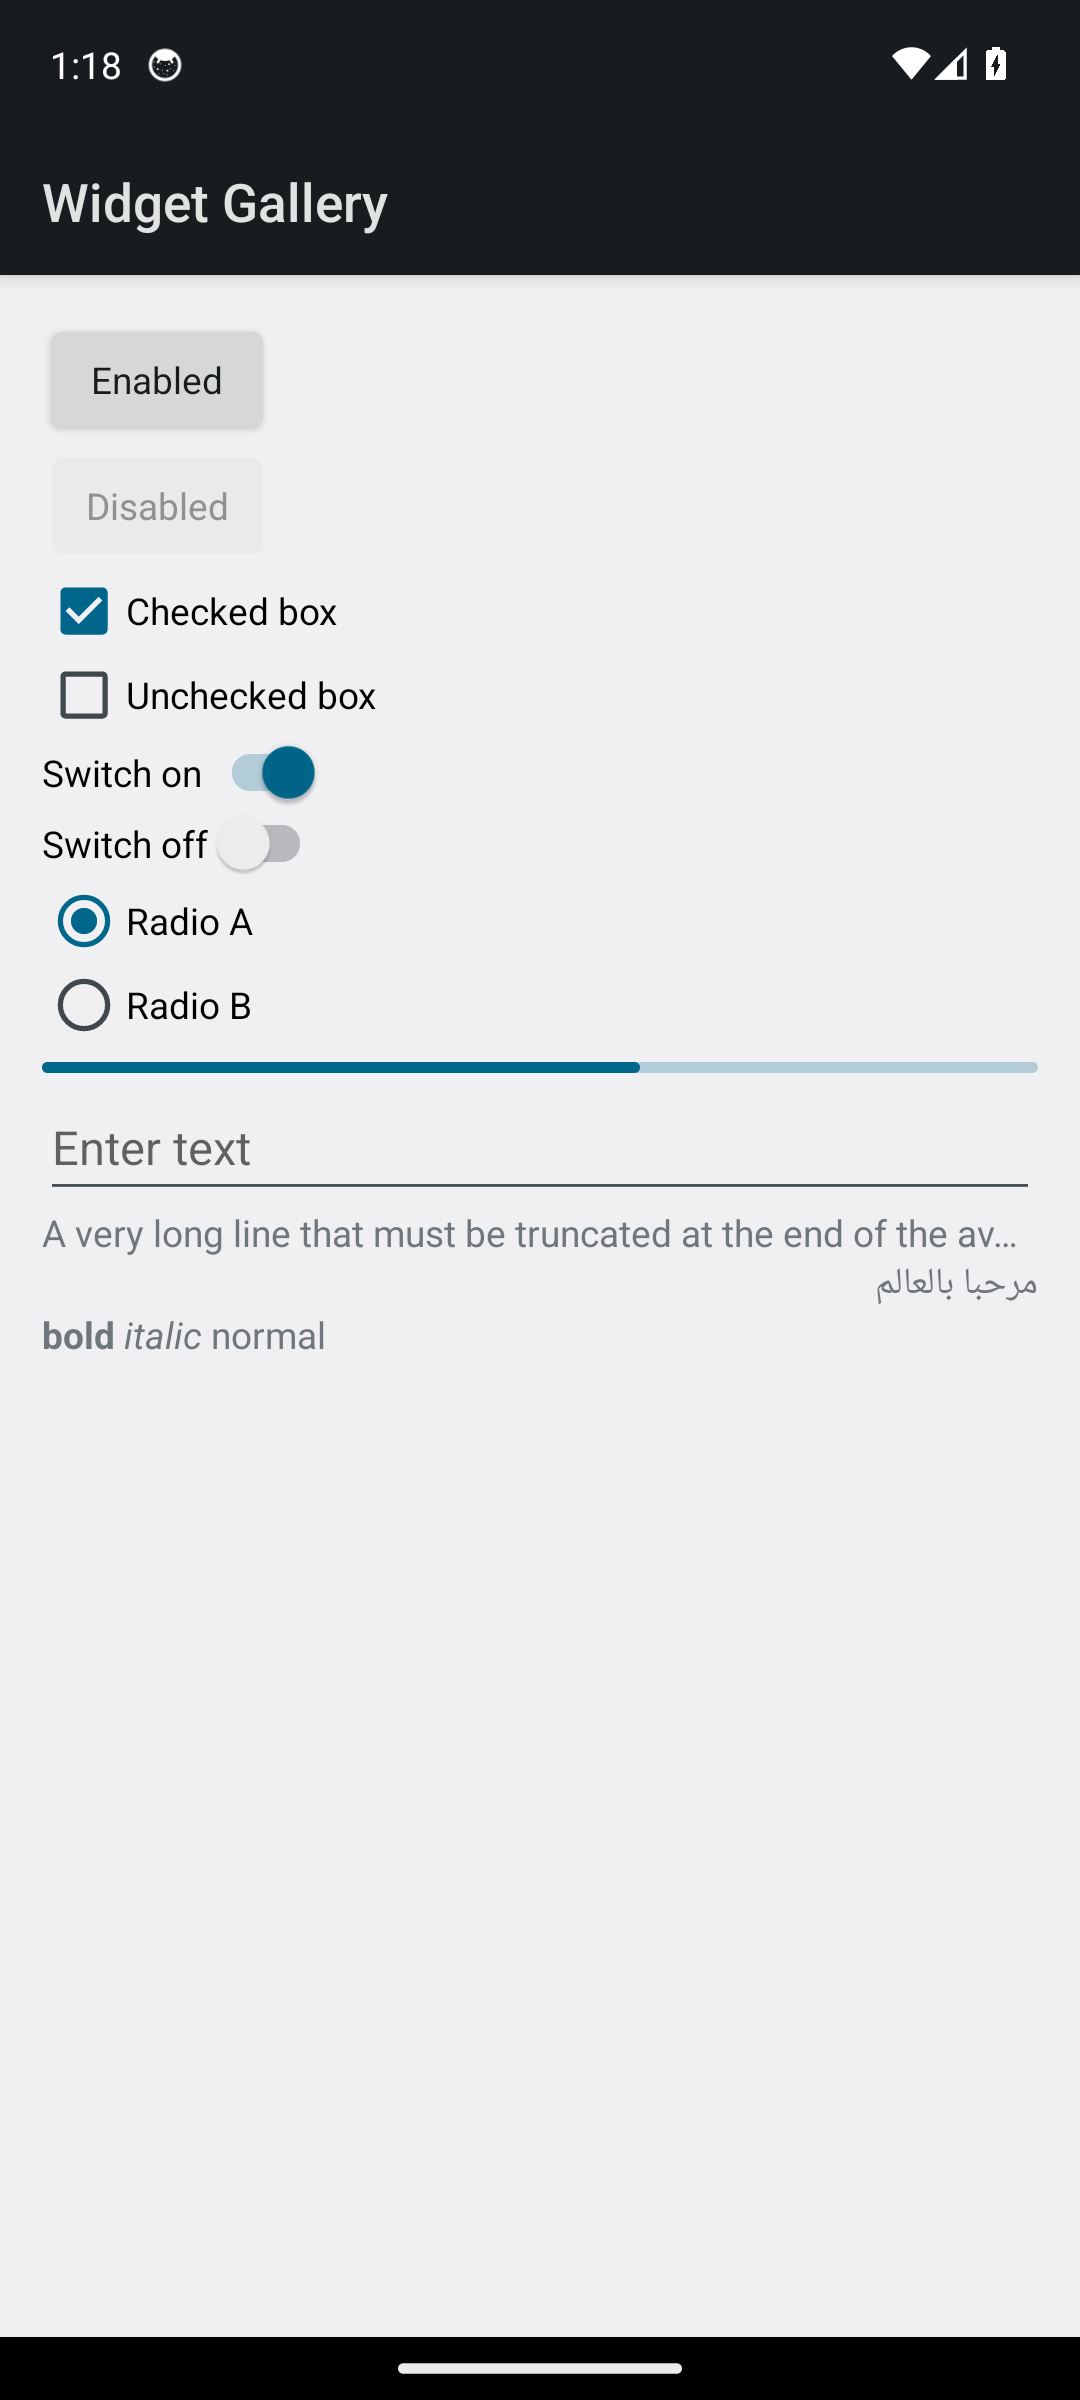 1:18
Widget Gallery
Enabled
Disabled
Checked box
Unchecked box
Switch on
Switch off
Radio A
Radio B
Enter text
A very long line that must be truncated at the end of the av…
مرحبا بالعالم
bold italic normal